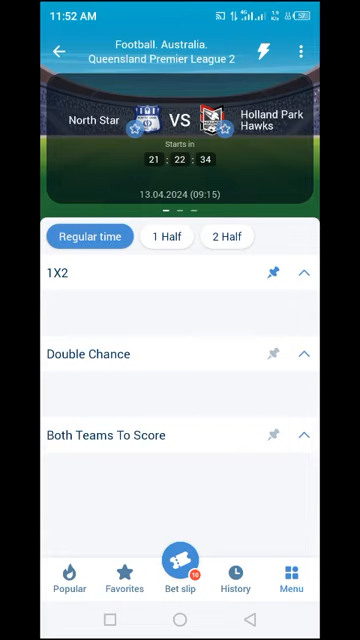 11:52 AM
Football. Australia.
Queensland Premier League 2
North Star
VS
Holland Park
Hawks
Starts in
21 : 22 : 34
13.04.2024 (09:15)
Regular time
1 Half
2 Half
1X2
Double Chance
Both Teams To Score
Popular
Favorites
Bet slip
History
Menu